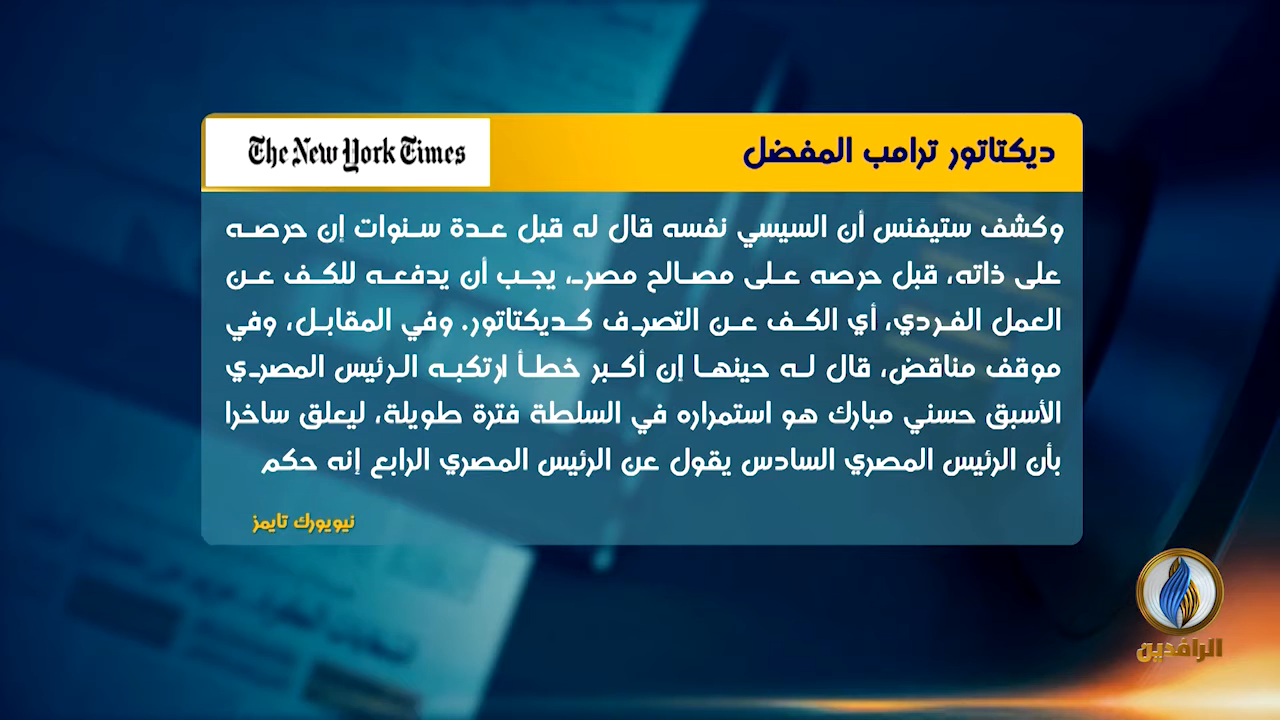 The New York Times
ديكتاتور ترامب المفضل
وكشف ستيفنس أن السيسي نفسه قال له قبل عدة سنوات إن حرصه
على ذاته، قبل حرصه على مصالح مصر، يجب أن يدفعه للكف عن
العمل الفردي، أي الكف عن التصرف كديكتاتور. وفي المقابل، وفي
موقف مناقض، قال له حينها إن أكبر خطأ ارتكبه الرئيس المصري
الأسبق حسني مبارك هو استمراره في السلطة فترة طويلة، ليعلق ساخرا
بأن الرئيس المصري السادس يقول عن الرئيس المصري الرابع إنه حكم
نيويورك تايمز
الرافدين